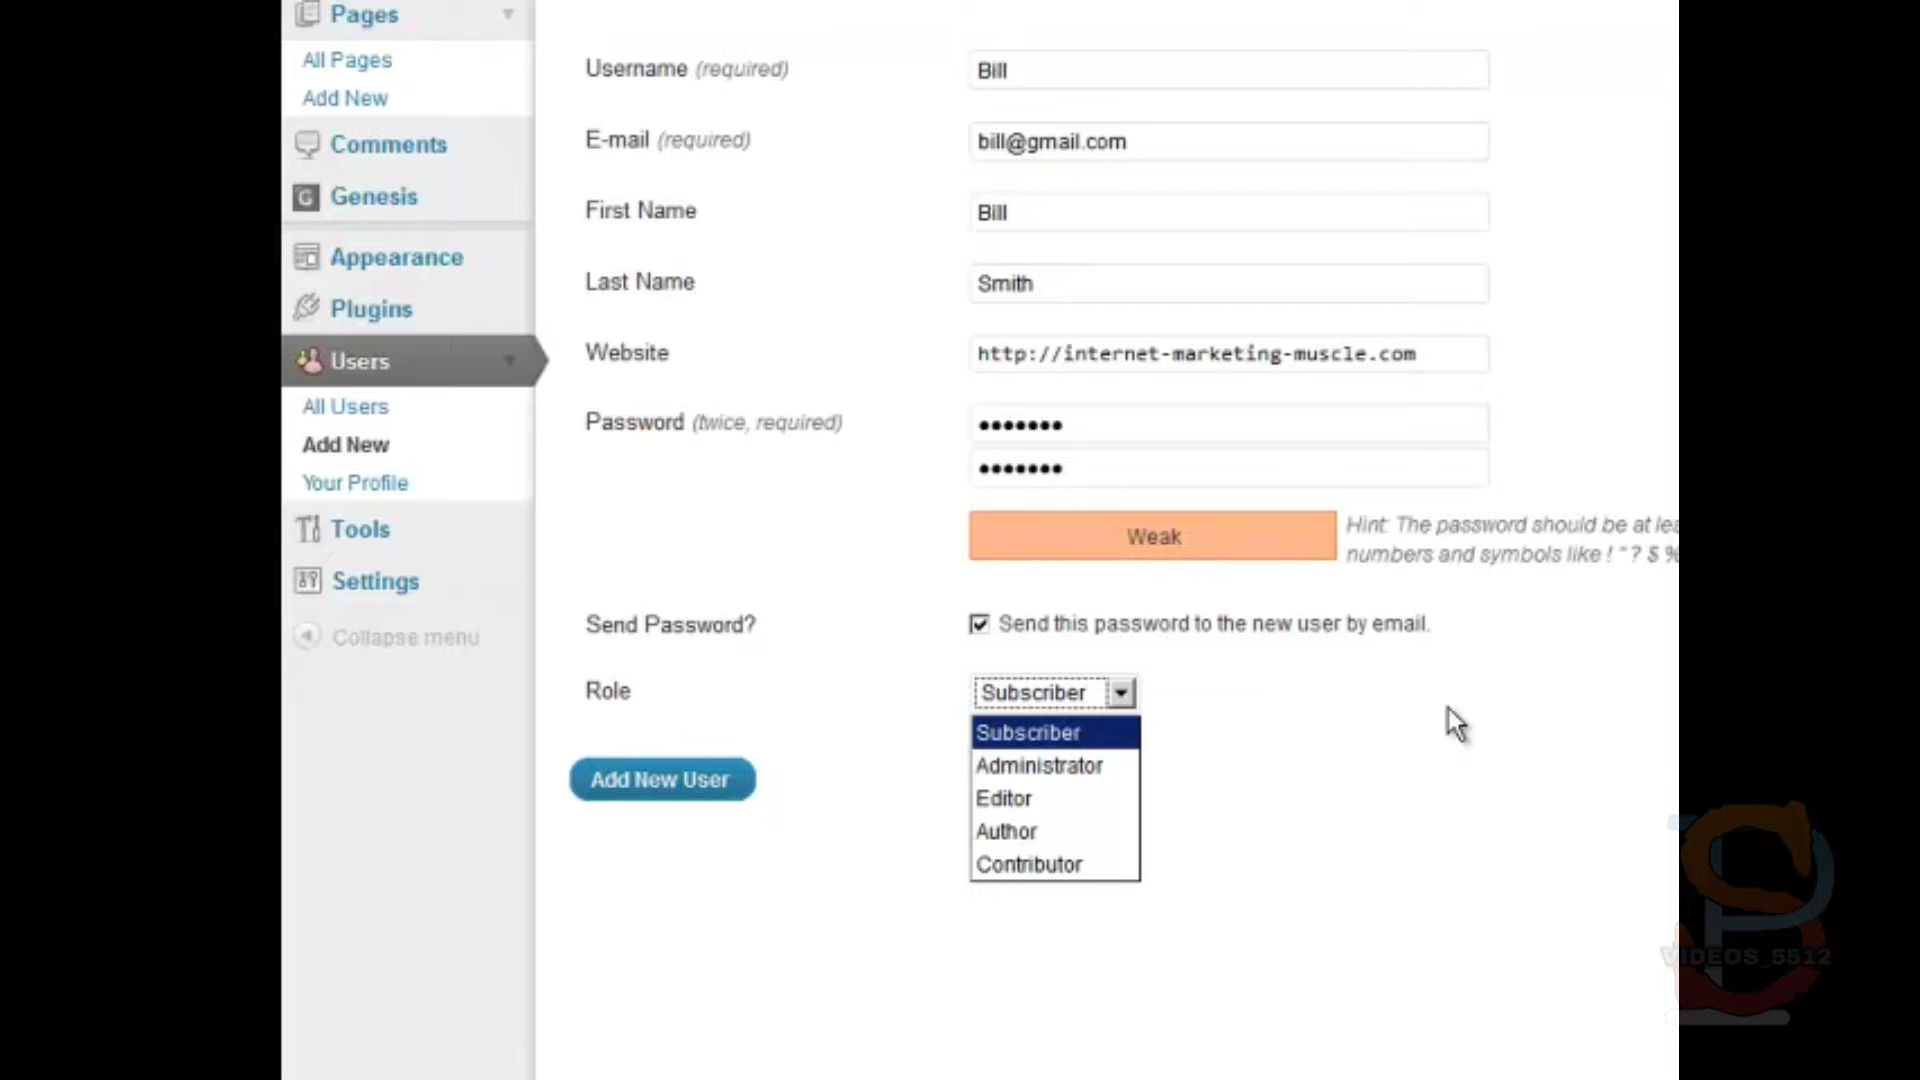 Pages
All Pages
Add New
Comments
G Genesis
Appearance
Plugins
Users
All Users
Add New
Your Profile
Tools
Settings
Collapse menu
Username (required)
Bill
E-mail (required)
bill@gmail.com
First Name
Bill
Last Name
Smith
Website
http://internet-marketing-muscle.com
Password (twice, required)
•••••••
•••••••
Weak
Hint: The password should be at
numbers and symbols like ! " ? $ %
Send Password?
Send this password to the new user by email.
Role
Subscriber
Subscriber
Administrator
Editor
Author
Contributor
Add New User
VIDEOS_5512